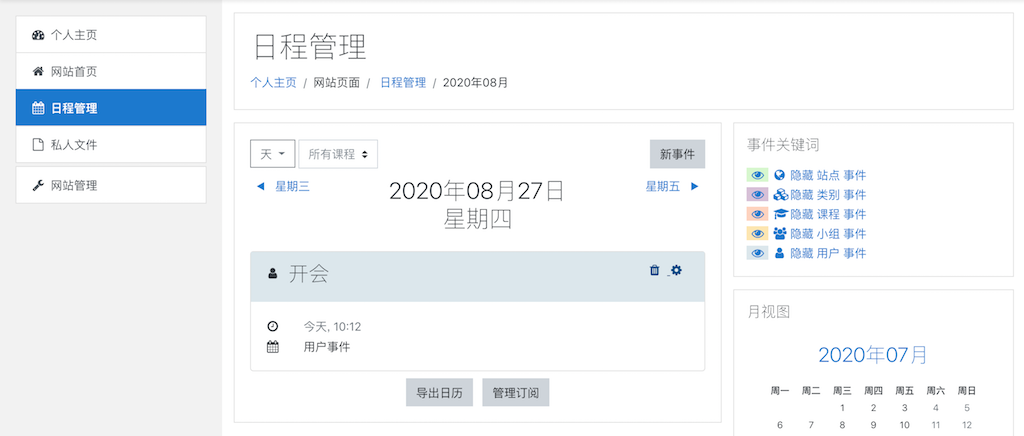 个人主页
网站首页
日程管理
私人文件
网站管理
日程管理
个人主页 / 网站页面 / 日程管理 / 2020年08月
天 所有课程 新事件
星期三 2020年08月27日 星期五
星期四
开会
今天, 10:12
用户事件
导出日历 管理订阅
事件关键词
隐藏 站点 事件
隐藏 类别 事件
隐藏 课程 事件
隐藏 小组 事件
隐藏 用户 事件
月视图
2020年07月
周一 周二 周三 周四 周五 周六 周日
1 2 3 4 5
6 7 8 9 10 11 12